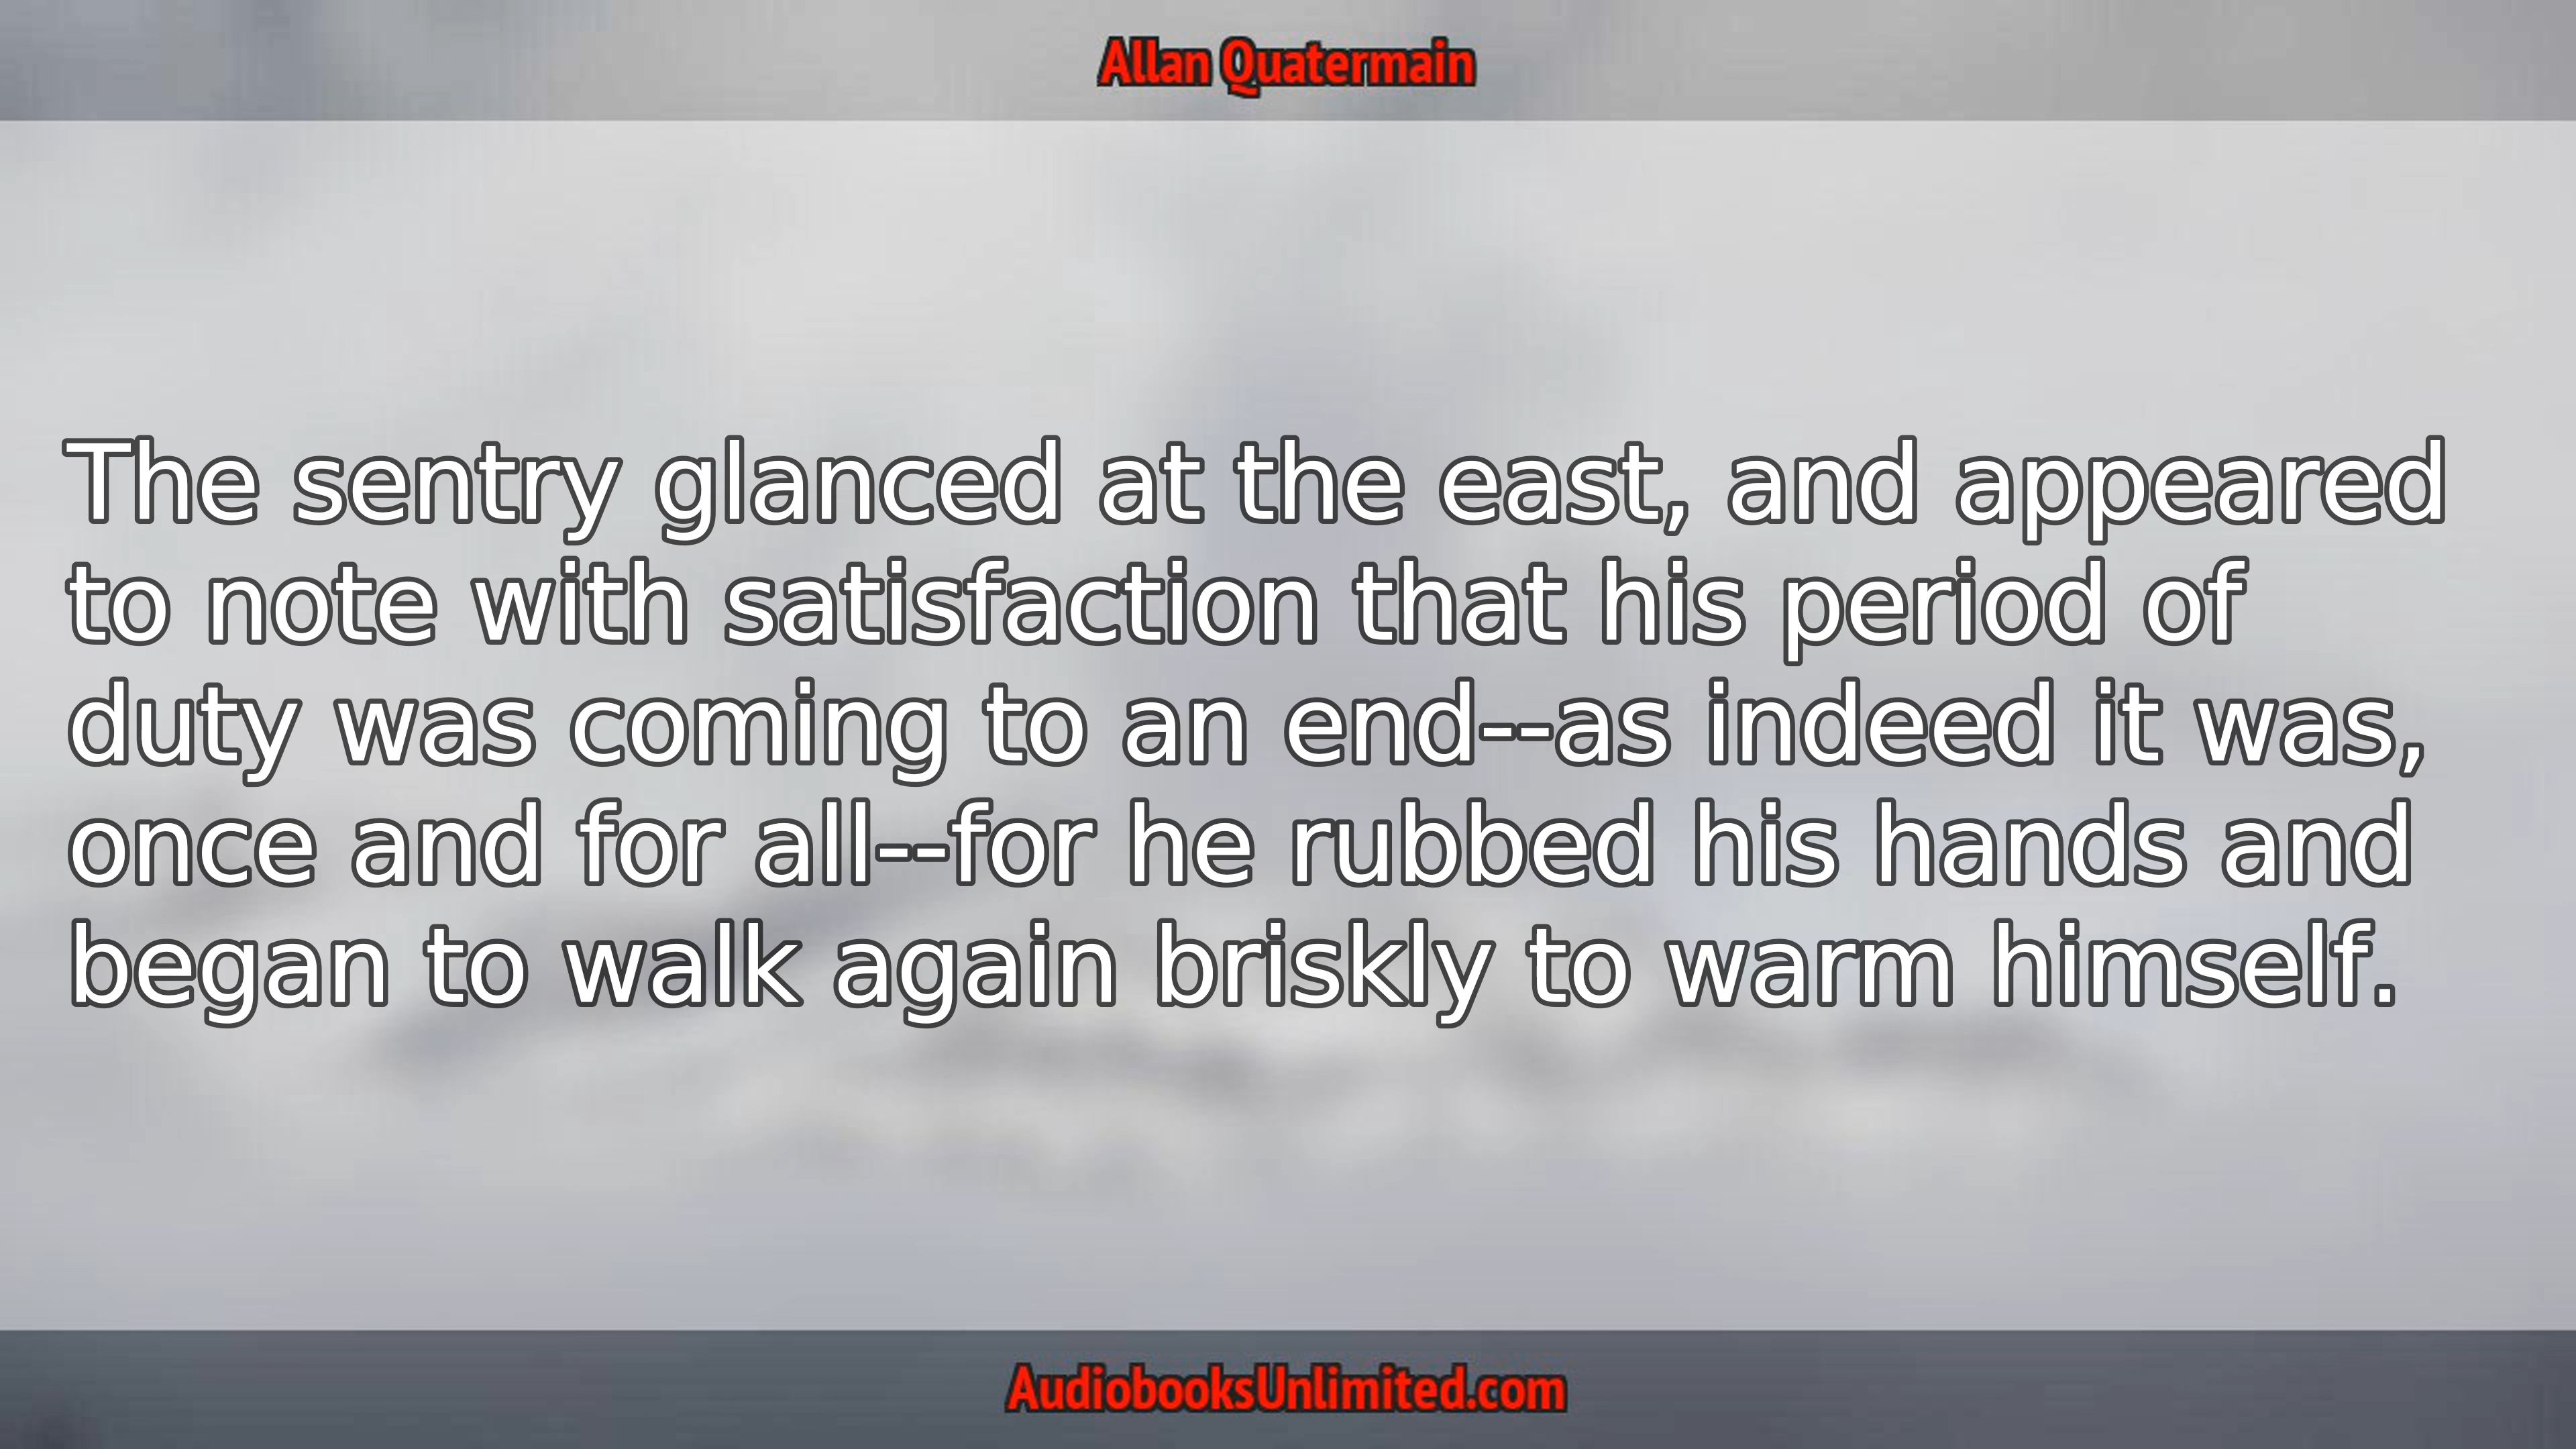 Allan Quatermain
The sentry glanced at the east, and appeared
to note with satisfaction that his period of
duty was coming to an end--as indeed it was,
once and for all--for he rubbed his hands and
began to walk again briskly to warm himself.
AudiobooksUnlimited.com